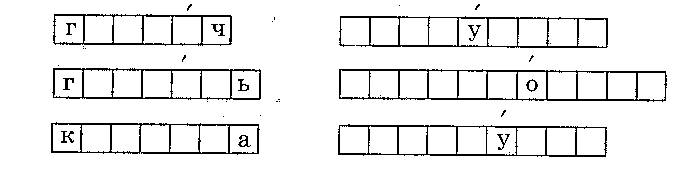 г ч у
г ь о
к а у